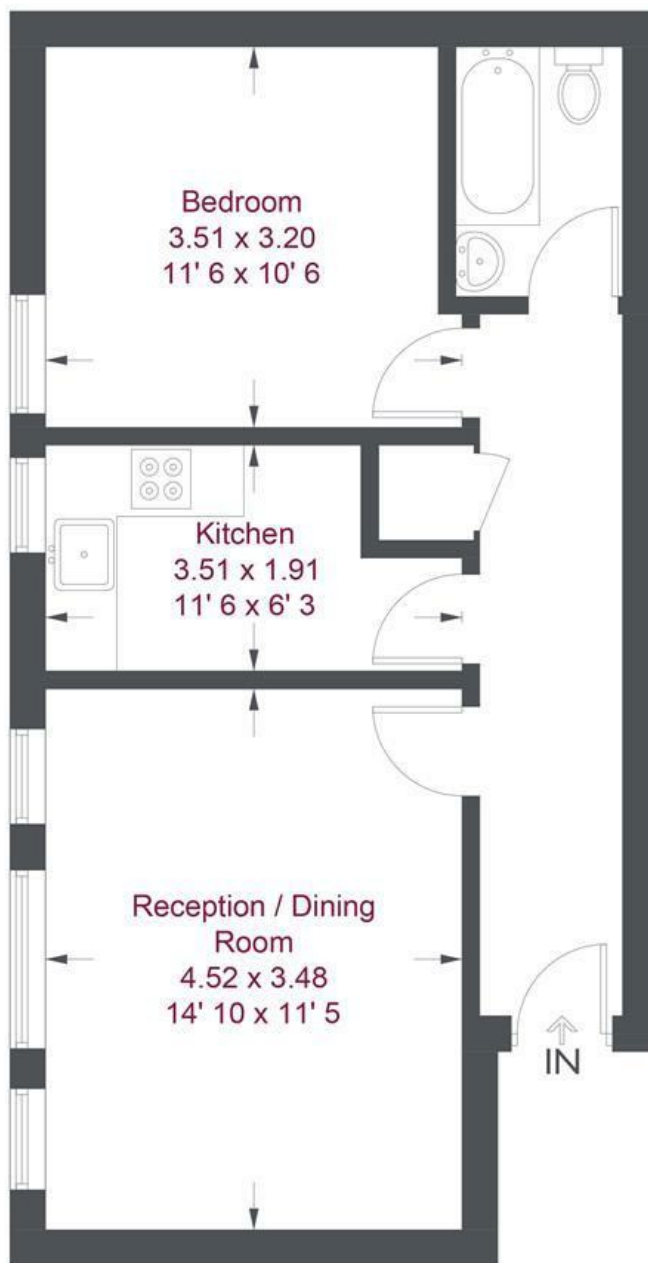 Bedroom
3.51 x 3.20
11' 6 x 10' 6
Kitchen
3.51 x 1.91
11' 6 x 6' 3
Reception / Dining
Room
4.52 x 3.48
14' 10 x 11' 5
IN